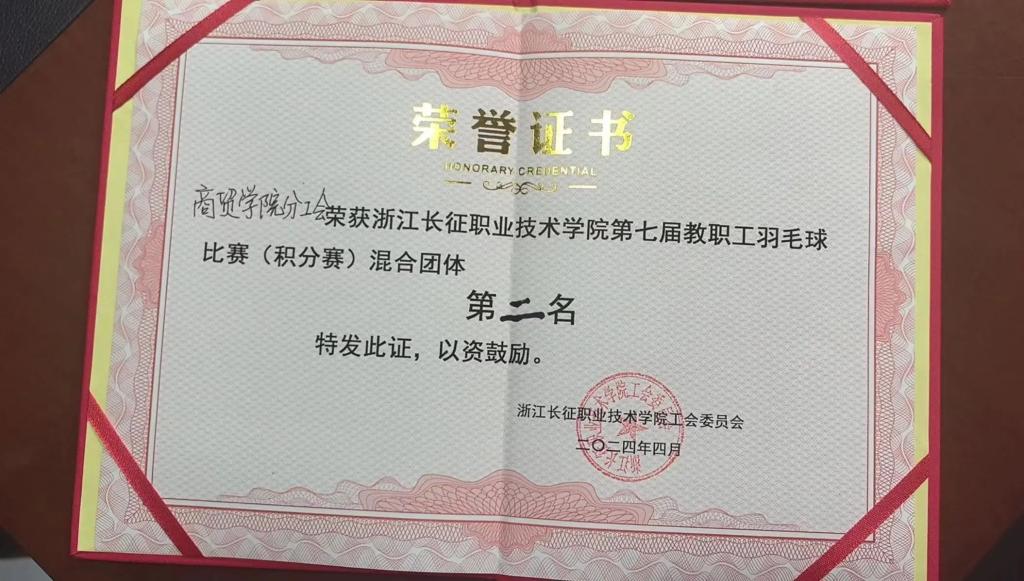 荣誉证书
HONORARY CREDENTIAL
商贸学院分工会荣获浙江长征职业技术学院第七届教职工羽毛球
比赛（积分赛）混合团体
第二名
特发此证，以资鼓励。
浙江长征职业技术学院工会委员会
二〇二四年四月